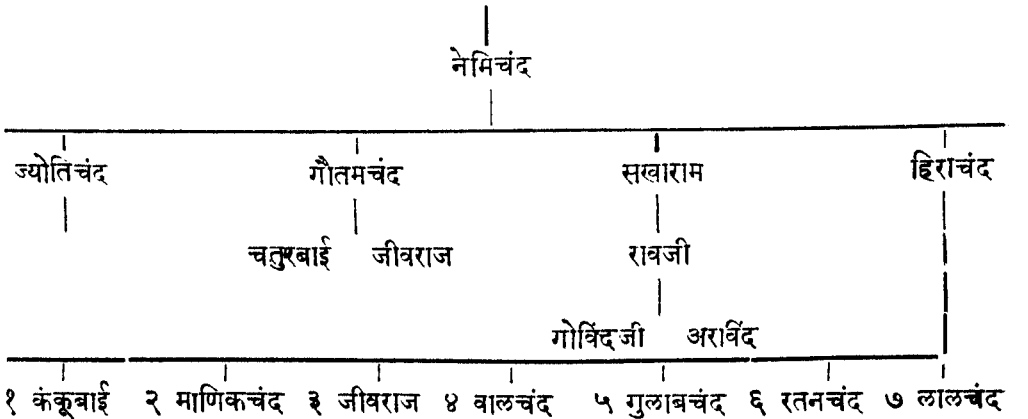 नेमिचंद
ज्योतिचंद गौतमचंद सखाराम हिराचंद
चतुरबाई जीवराज रावजी
गोविंदजी अरविंद
१ कंकूबाई २ माणिकचंद ३ जीवराज ४ वालचंद ५ गुलाबचंद ६ रतनचंद ७ लालचंद